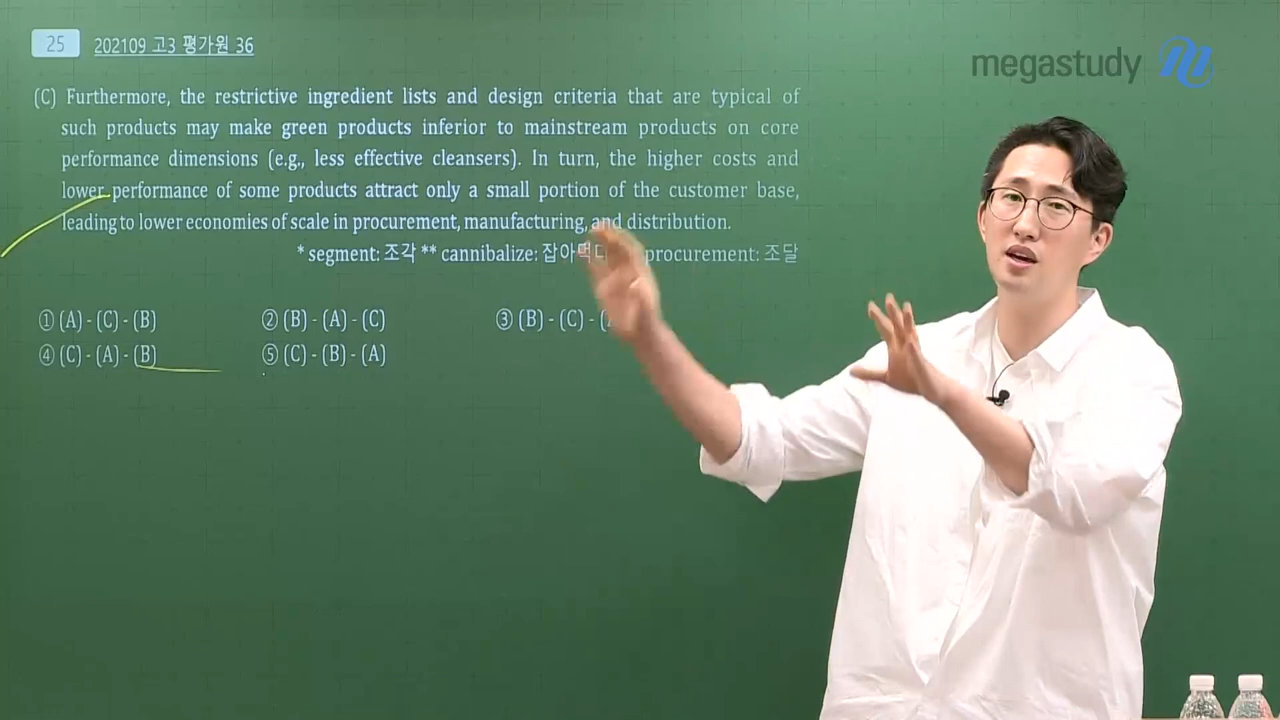 25 202109 고3 평가원 36
megastudy
(C) Furthermore, the restrictive ingredient lists and design criteria that are typical of
such products may make green products inferior to mainstream products on core
performance dimensions (e.g., less effective cleansers). In turn, the higher costs and
lower performance of some products attract only a small portion of the customer base,
leading to lower economies of scale in procurement, manufacturing, and distribution.
* segment: 조각 ** cannibalize: procurement: 조달
① (A) - (C) - (B) ② (B) - (A) - (C) ③ (B) - (C) -
④ (C) - (A) - (B) ⑤ (C) - (B) - (A)